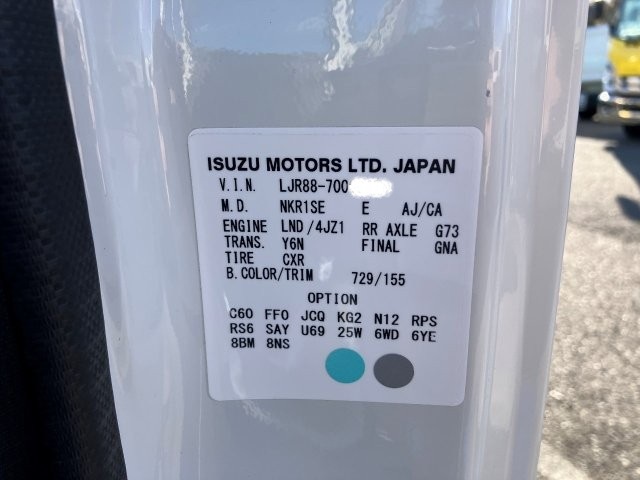 ISUZU MOTORS LTD. JAPAN
V.I.N. LJR88-700
M.D. NKR1SE E AJ/CA
ENGINE LND/4JZ1 RR AXLE G73
TRANS. Y6N FINAL GNA
TIRE CXR
B.COLOR/TRIM 729/155
OPTION
C60 FF0 JCQ KG2 N12 RPS
RS6 SAY U69 25W 6WD 6YE
8BM 8NS